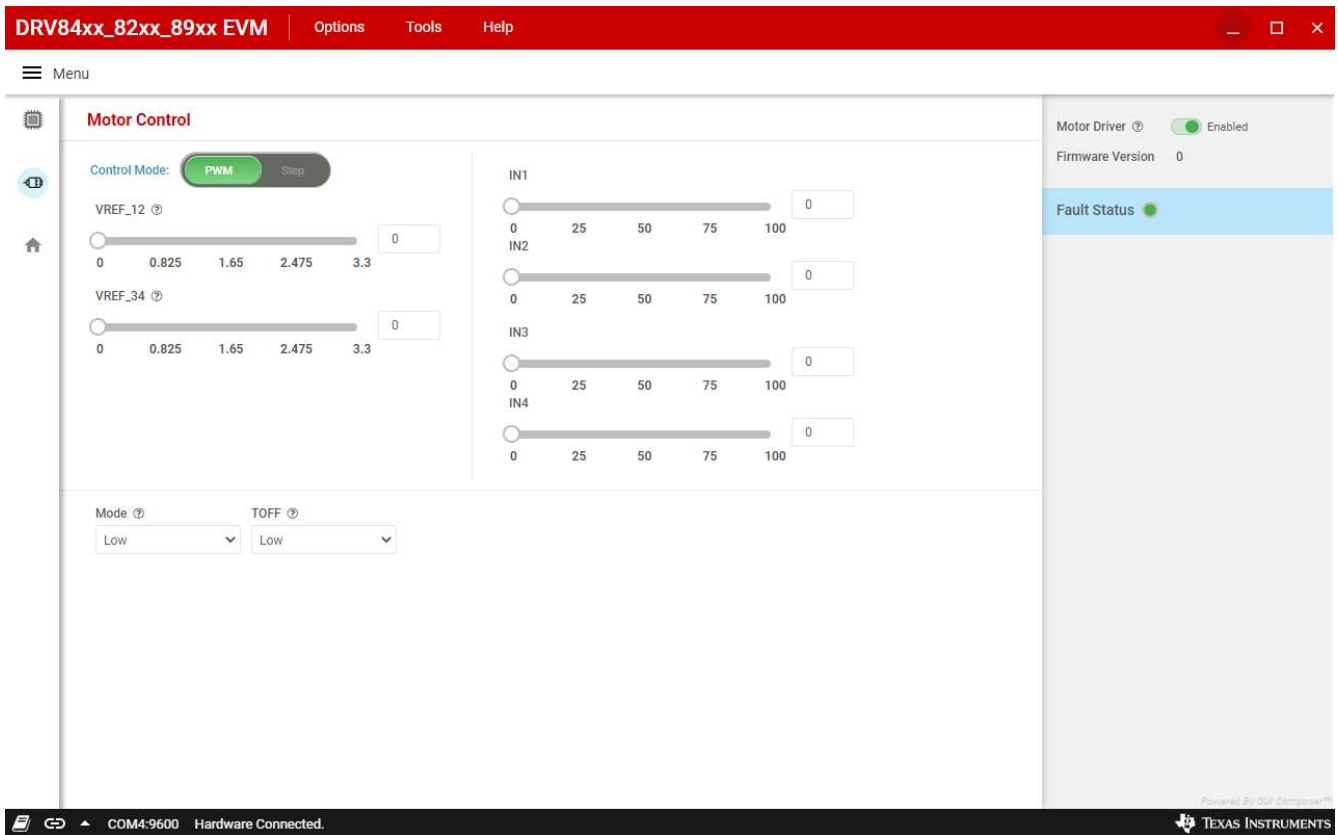 DRV84xx_82xx_89xx EVM Options Tools Help
Menu
Motor Control
Control Mode: PWM Step
VREF_12
0
0 0.825 1.65 2.475 3.3
VREF_34
0
0 0.825 1.65 2.475 3.3
IN1
0
0 25 50 75 100
IN2
0
0 25 50 75 100
IN3
0
0 25 50 75 100
IN4
0
0 25 50 75 100
Mode TOFF
Low Low
Motor Driver Enabled
Firmware Version 0
Fault Status
Powered By GUI Composer™
COM4:9600 Hardware Connected.
TEXAS INSTRUMENTS